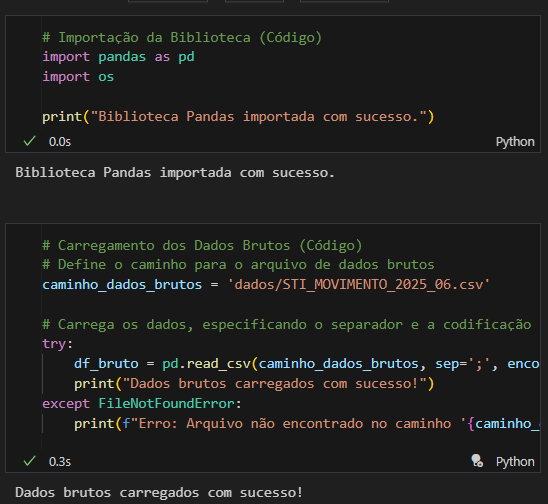 # Importação da Biblioteca (Código)
import pandas as pd
import os
print("Biblioteca Pandas importada com sucesso.")
0.0s
Python
Biblioteca Pandas importada com sucesso.
# Carregamento dos Dados Brutos (Código)
# Define o caminho para o arquivo de dados brutos
caminho_dados_brutos = 'dados/STI_MOVIMENTO_2025_06.csv'
# Carrega os dados, especificando o separador e a codificação
try:
    df_bruto = pd.read_csv(caminho_dados_brutos, sep=';', enco
    print("Dados brutos carregados com sucesso!")
except FileNotFoundError:
    print(f"Erro: Arquivo não encontrado no caminho '{caminho_
0.3s
Python
Dados brutos carregados com sucesso!